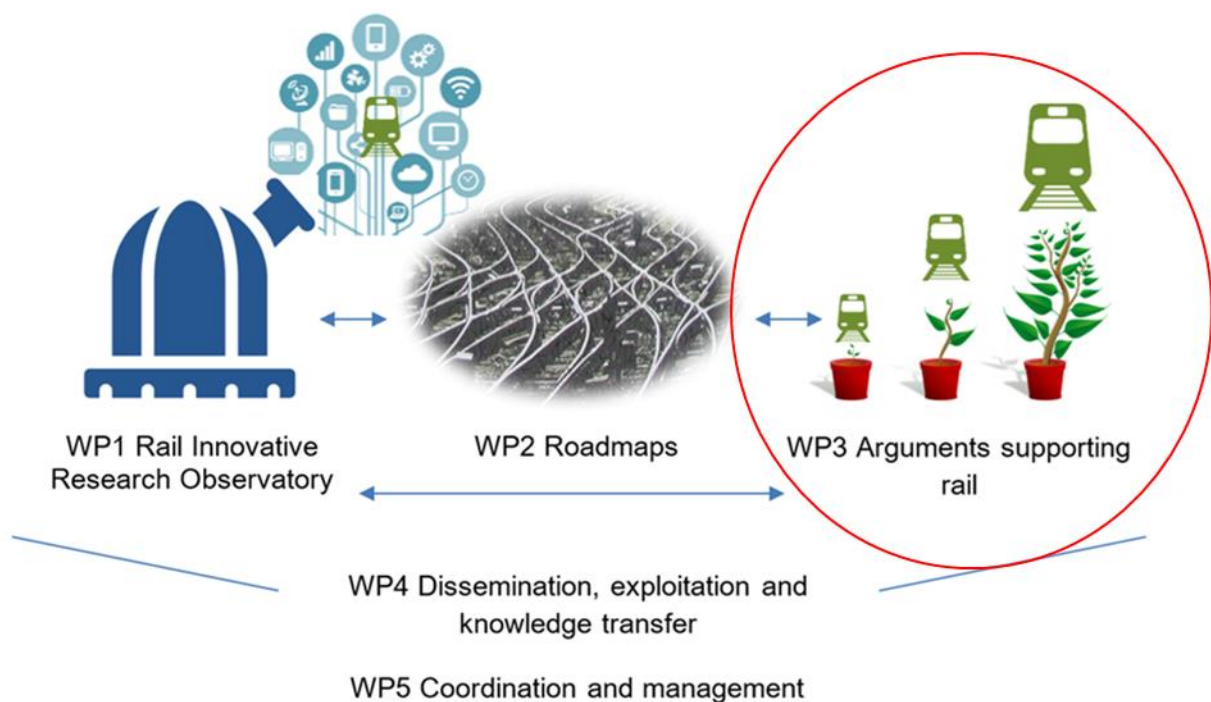 WP1 Rail Innovative
Research Observatory
WP2 Roadmaps
WP3 Arguments supporting
rail
WP4 Dissemination, exploitation and
knowledge transfer
WP5 Coordination and management